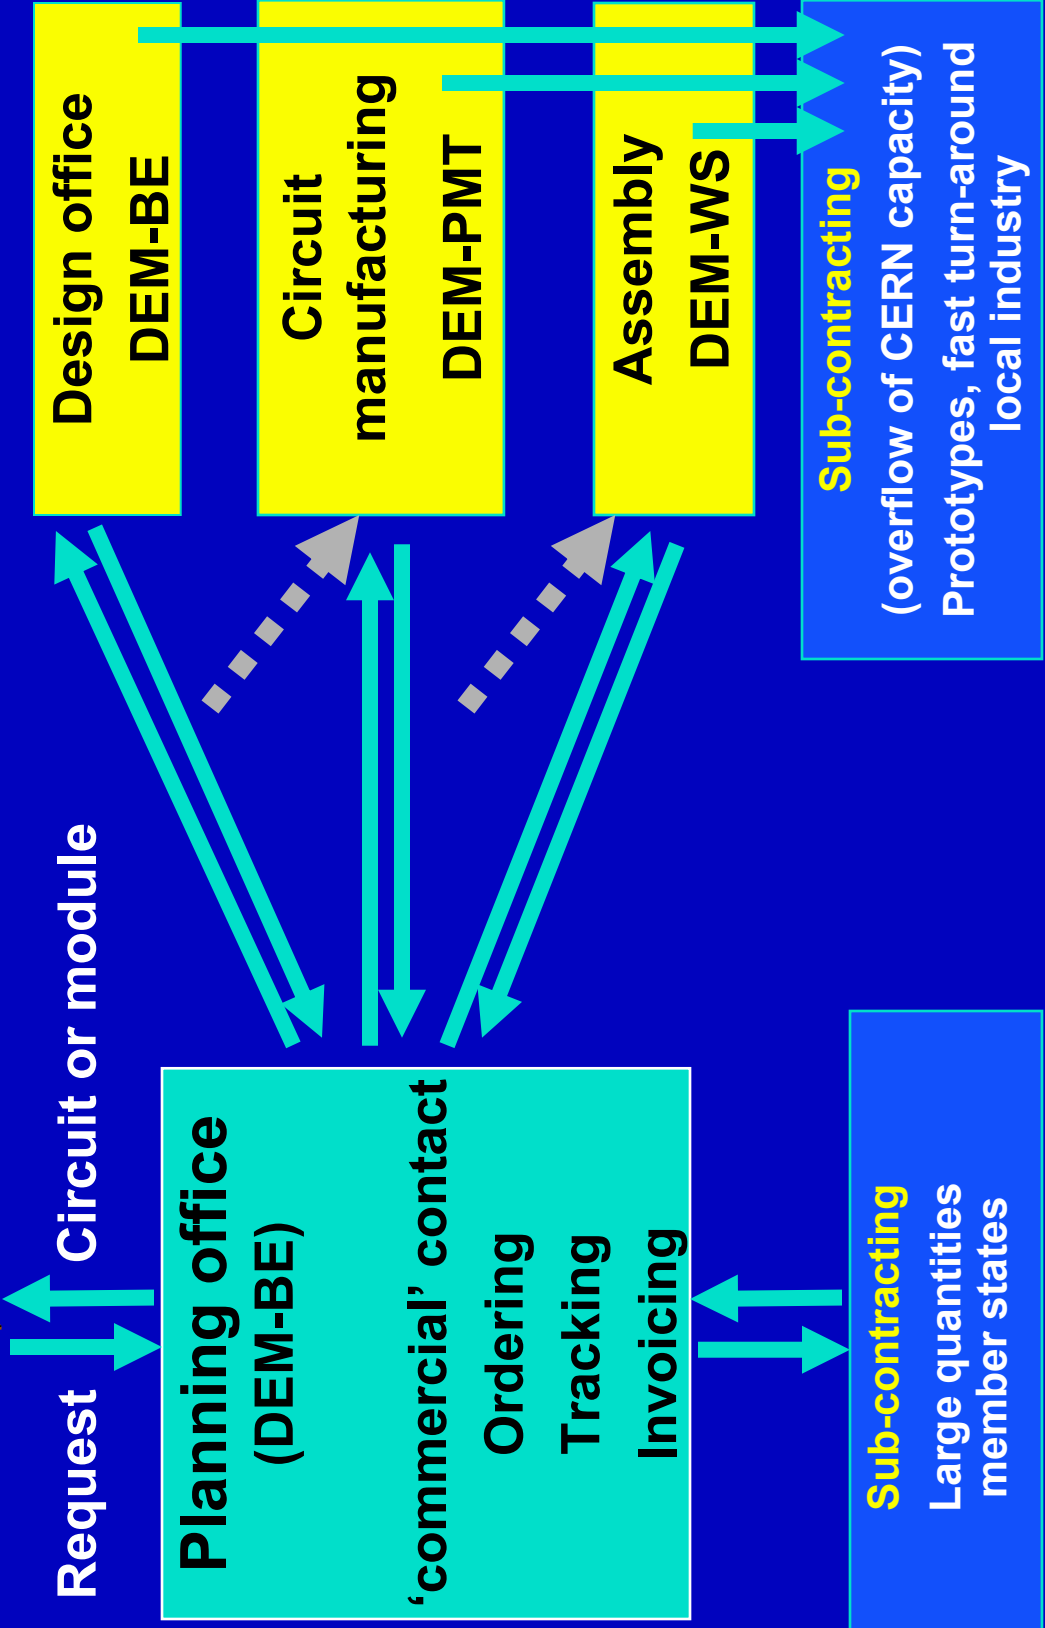 Request
Circuit or module
Planning office
(DEM-BE)
‘commercial’ contact
Ordering
Tracking
Invoicing
Sub-contracting
Large quantities
member states
Design office
DEM-BE
Circuit
manufacturing
DEM-PMT
Assembly
DEM-WS
Sub-contracting
(overflow of CERN capacity)
Prototypes, fast turn-around
local industry